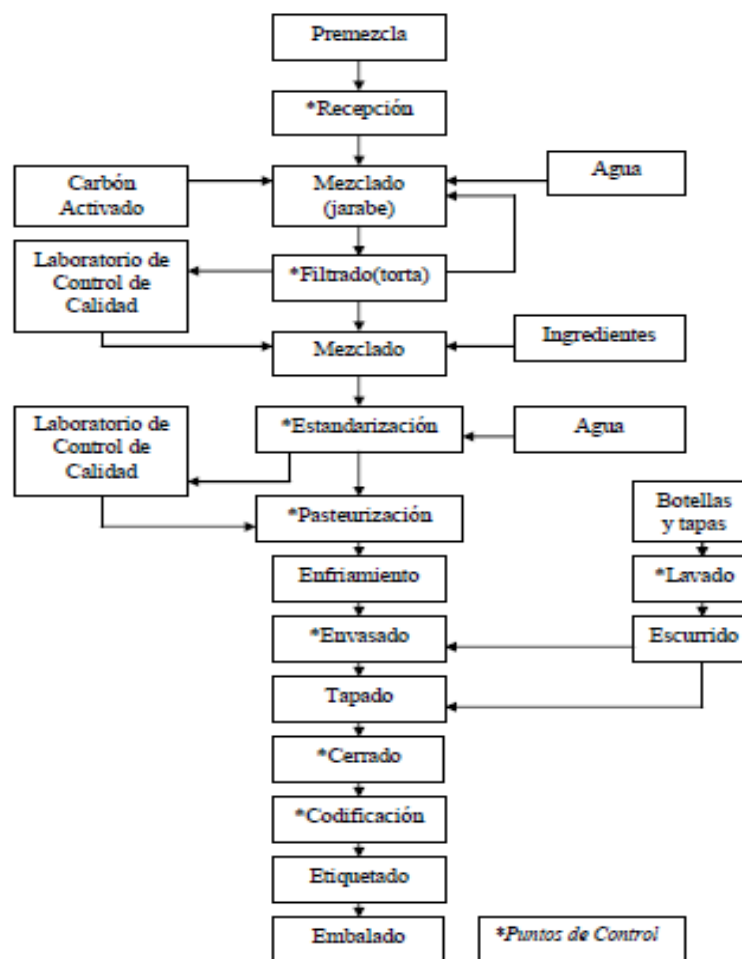 Premezcla
*Recepción
Carbón
Activado
Mezclado
(jarabe)
Agua
Laboratorio de
Control de
Calidad
*Filtrado(torta)
Mezclado
Ingredientes
Laboratorio de
Control de
Calidad
*Estandarización
Agua
*Pasteurización
Botellas
y tapas
Enfriamiento
*Lavado
*Envasado
Escurrido
Tapado
*Cerrado
*Codificación
Etiquetado
Embalado
*Puntos de Control